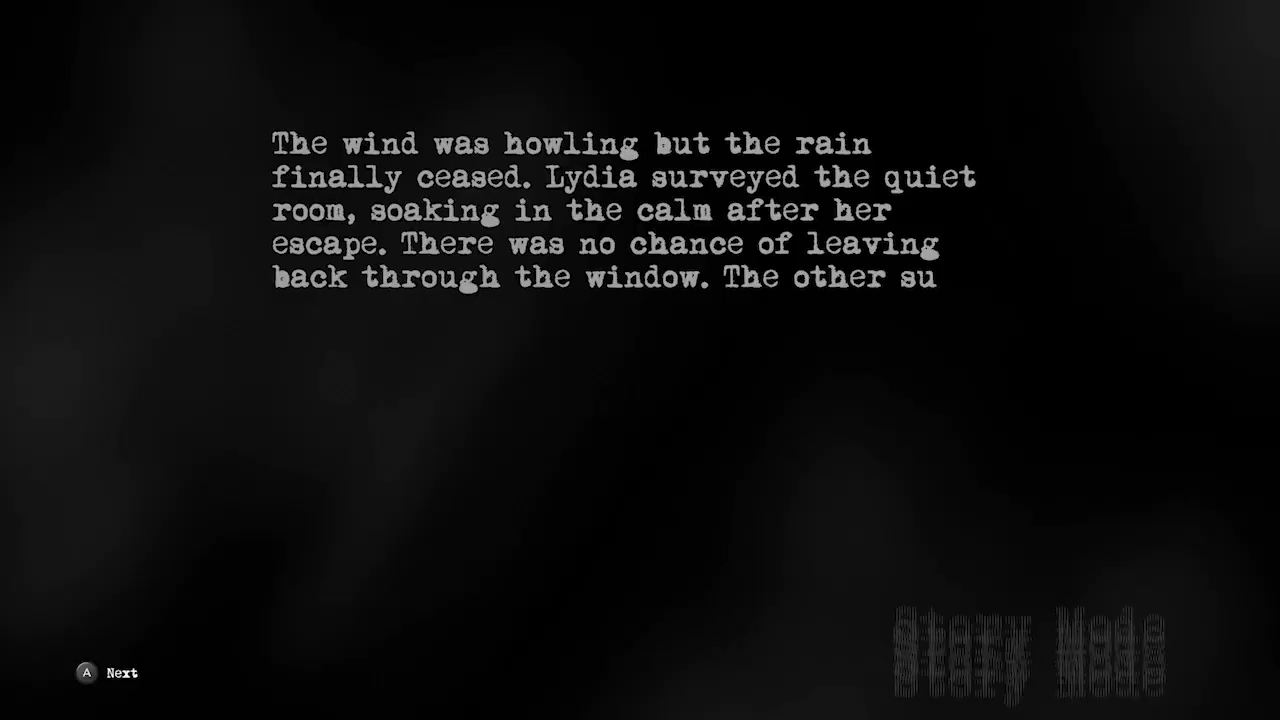 The wind was howling but the rain
finally ceased. Lydia surveyed the quiet
room, soaking in the calm after her
escape. There was no chance of leaving
back through the window. The other su
Story Mode
A Next